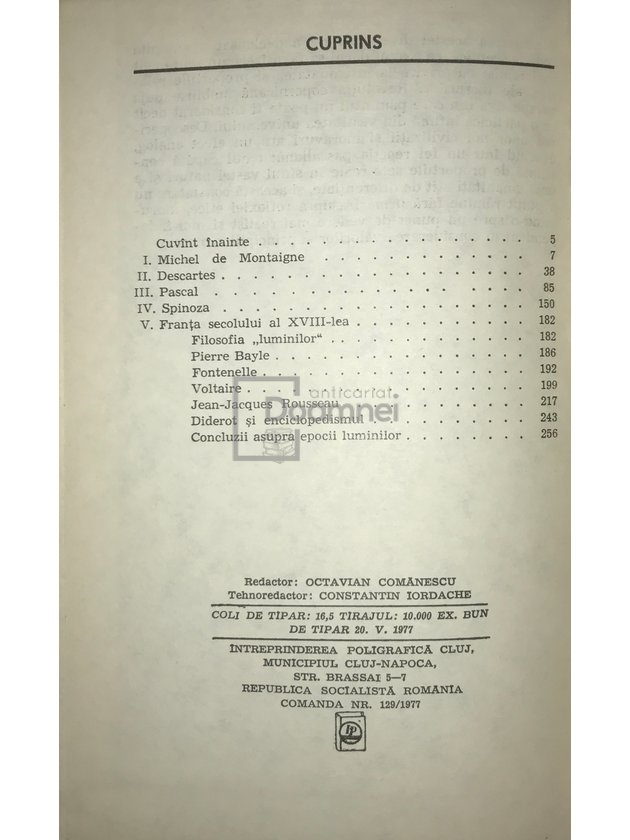 CUPRINS
Cuvînt înainte . . . . . . . . . . . . . . . . . 5
I. Michel de Montaigne . . . . . . . . . . . . . 7
II. Descartes . . . . . . . . . . . . . . . . . . . 38
III. Pascal . . . . . . . . . . . . . . . . . . . 85
IV. Spinoza . . . . . . . . . . . . . . . . . . . 150
V. Franța secolului al XVIII-lea . . . . . . . . . . . 182
Filosofia „luminilor“ . . . . . . . . . . . . 182
Pierre Bayle . . . . . . . . . . . . . . . 186
Fontenelle . . . . . . . . . . . . . . . . 192
Voltaire . . . . . . . . . . . . . . . . . 199
Jean-Jacques Rousseau . . . . . . . . . . . 217
Diderot și enciclopedismul . . . . . . . . . . 243
Concluzii asupra epocii luminilor . . . . . . . . 256
anticariat
Doamnei
Redactor: OCTAVIAN COMĂNESCU
Tehnoredactor: CONSTANTIN IORDACHE
COLI DE TIPAR: 16,5 TIRAJUL: 10.000 EX. BUN
DE TIPAR 20. V. 1977
ÎNTREPRINDEREA POLIGRAFICĂ CLUJ,
MUNICIPIUL CLUJ-NAPOCA,
STR. BRASSAI 5—7
REPUBLICA SOCIALISTĂ ROMÂNIA
COMANDA NR. 129/1977